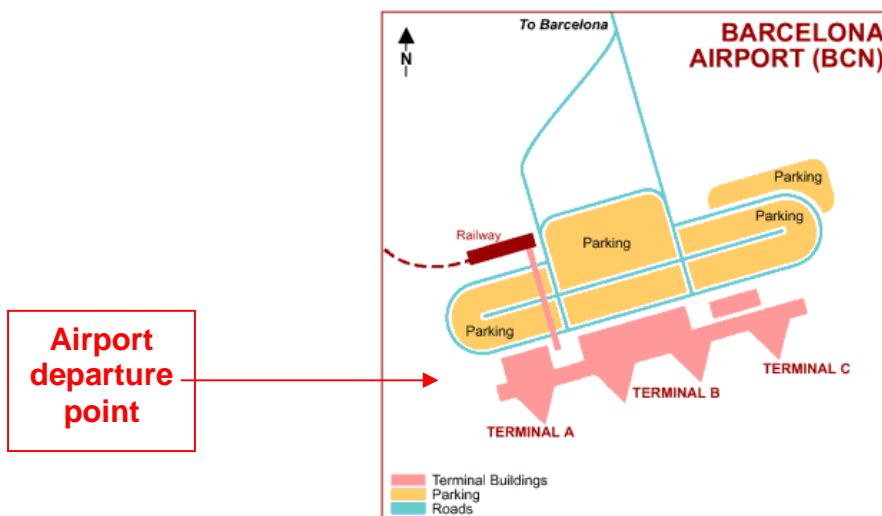 To Barcelona
BARCELONA
AIRPORT (BCN)
N
Parking
Parking
Railway
Parking
Parking
Airport
departure
point
TERMINAL C
TERMINAL B
TERMINAL A
Terminal Buildings
Parking
Roads